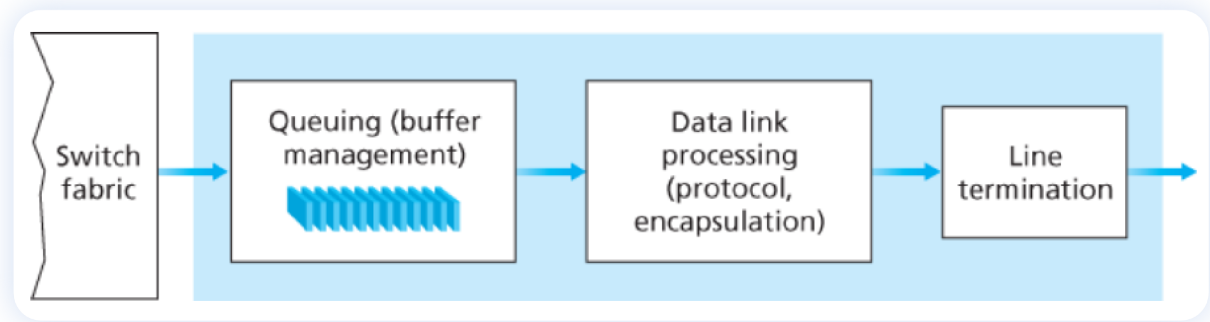 Switch
fabric
Queuing (buffer
management)
Data link
processing
(protocol,
encapsulation)
Line
termination